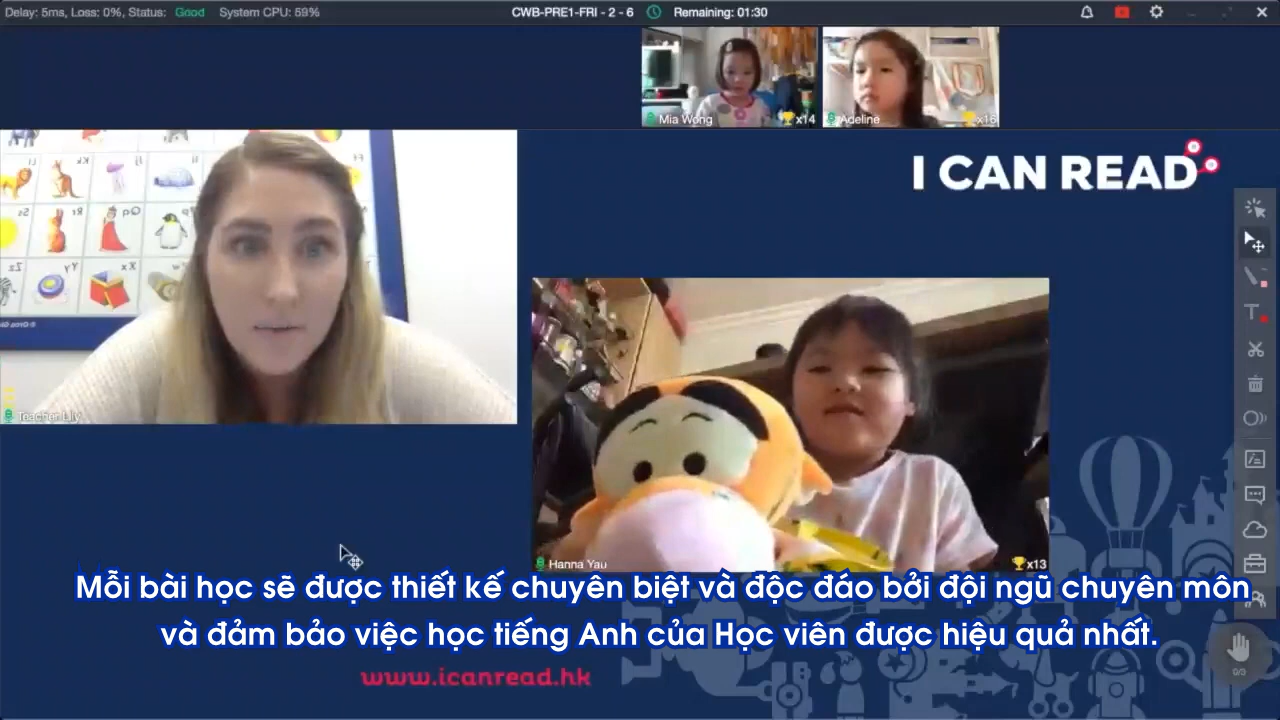 Delay: 5ms, Loss: 0%, Status: Good System CPU: 59%
CWB-PRE1-FRI - 2 - 6
Remaining: 01:30
Mia Wong x14
Adeline x16
I CAN READ
Teacher Lily
Hanna Yau x13
T
Mỗi bài học sẽ được thiết kế chuyên biệt và độc đáo bởi đội ngũ chuyên môn
và đảm bảo việc học tiếng Anh của Học viên được hiệu quả nhất.
www.icanread.hk
0/3